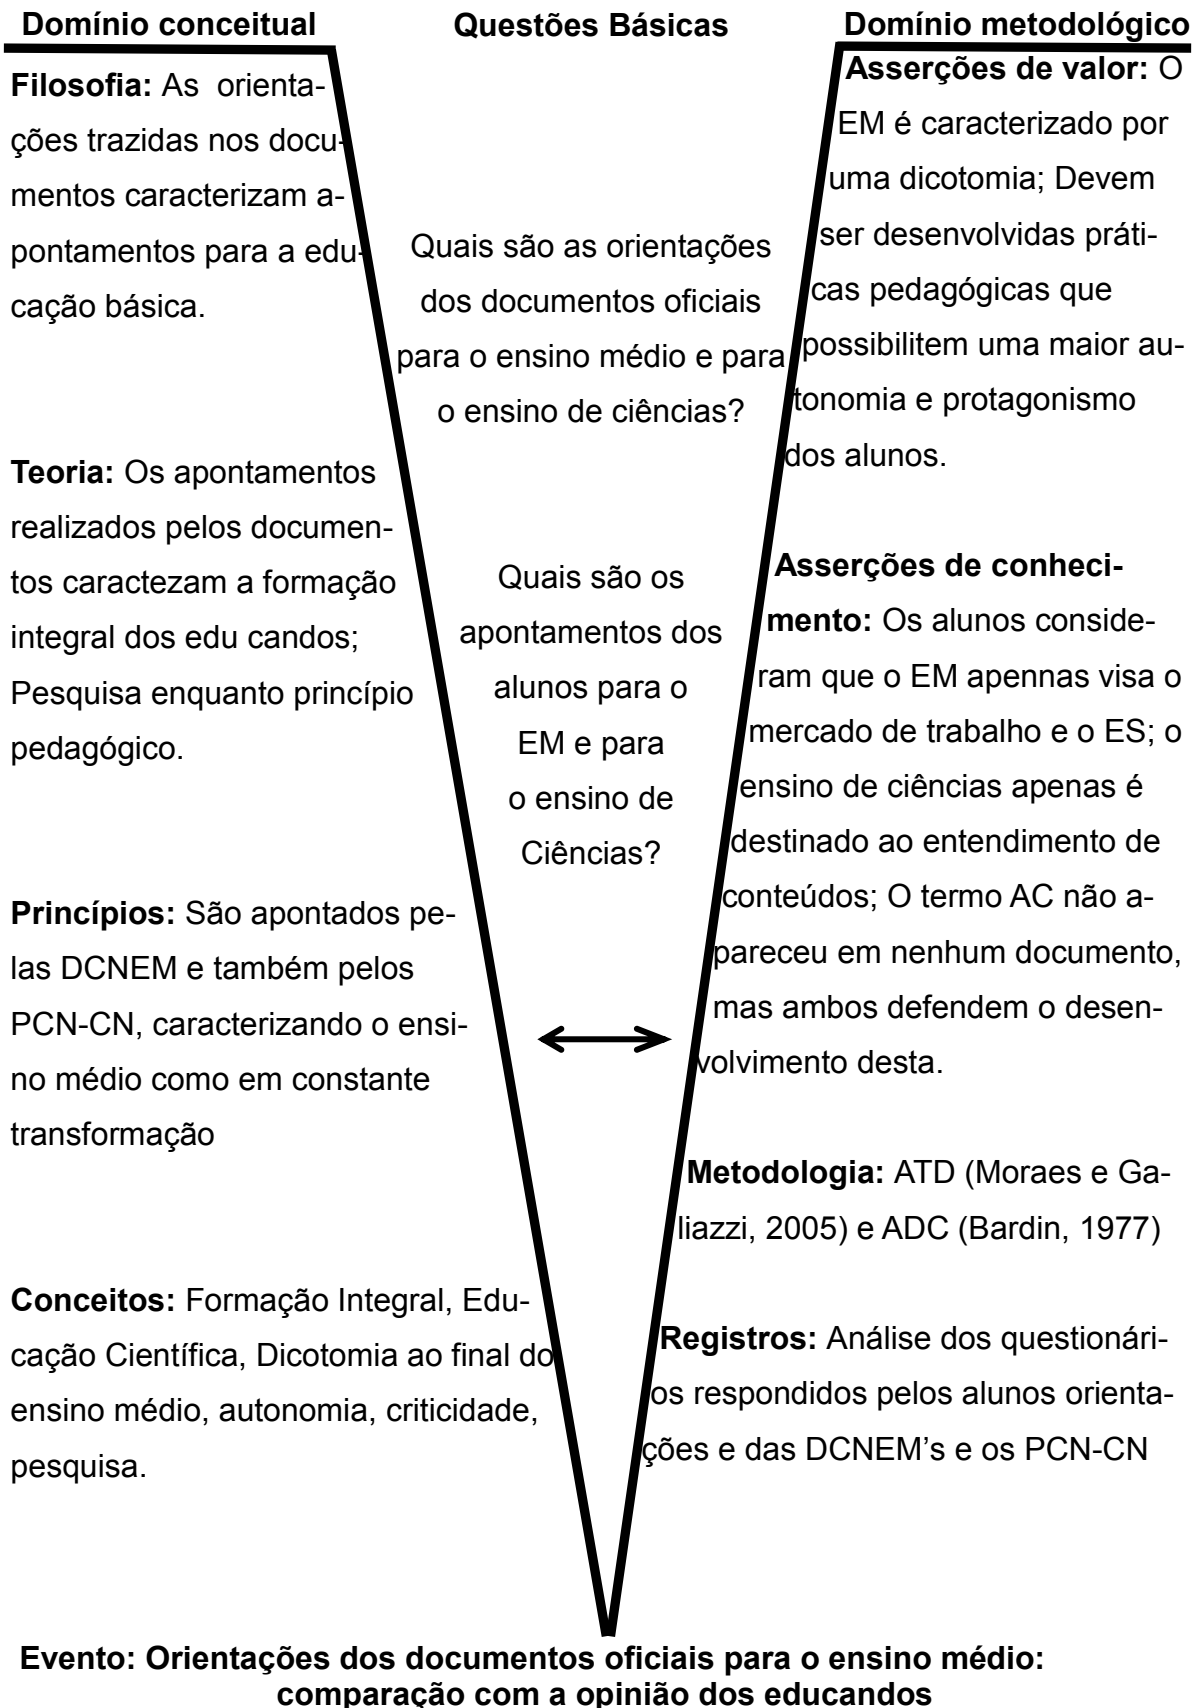 Domínio conceitual
Filosofia: As orienta-
ções trazidas nos docu-
mentos caracterizam a-
pontamentos para a edu-
cação básica.
Teoria: Os apontamentos
realizados pelos documen-
tos caractezam a formação
integral dos edu candos;
Pesquisa enquanto princípio
pedagógico.
Princípios: São apontados pe-
las DCNEM e também pelos
PCN-CN, caracterizando o ensi-
no médio como em constante
transformação
Conceitos: Formação Integral, Edu-
cação Científica, Dicotomia ao final do
ensino médio, autonomia, criticidade,
pesquisa.
Questões Básicas
Quais são as orientações
dos documentos oficiais
para o ensino médio e para
o ensino de ciências?
Quais são os
apontamentos dos
alunos para o
EM e para
o ensino de
Ciências?
Domínio metodológico
Asserções de valor: O
EM é caracterizado por
uma dicotomia; Devem
ser desenvolvidas práti-
cas pedagógicas que
possibilitem uma maior au-
tonomia e protagonismo
dos alunos.
Asserções de conheci-
mento: Os alunos conside-
ram que o EM apennas visa o
mercado de trabalho e o ES; o
ensino de ciências apenas é
destinado ao entendimento de
conteúdos; O termo AC não a-
pareceu em nenhum documento,
mas ambos defendem o desen-
volvimento desta.
Metodologia: ATD (Moraes e Ga-
liazzi, 2005) e ADC (Bardin, 1977)
Registros: Análise dos questionári-
os respondidos pelos alunos orienta-
ções e das DCNEM's e os PCN-CN
Evento: Orientações dos documentos oficiais para o ensino médio:
comparação com a opinião dos educandos